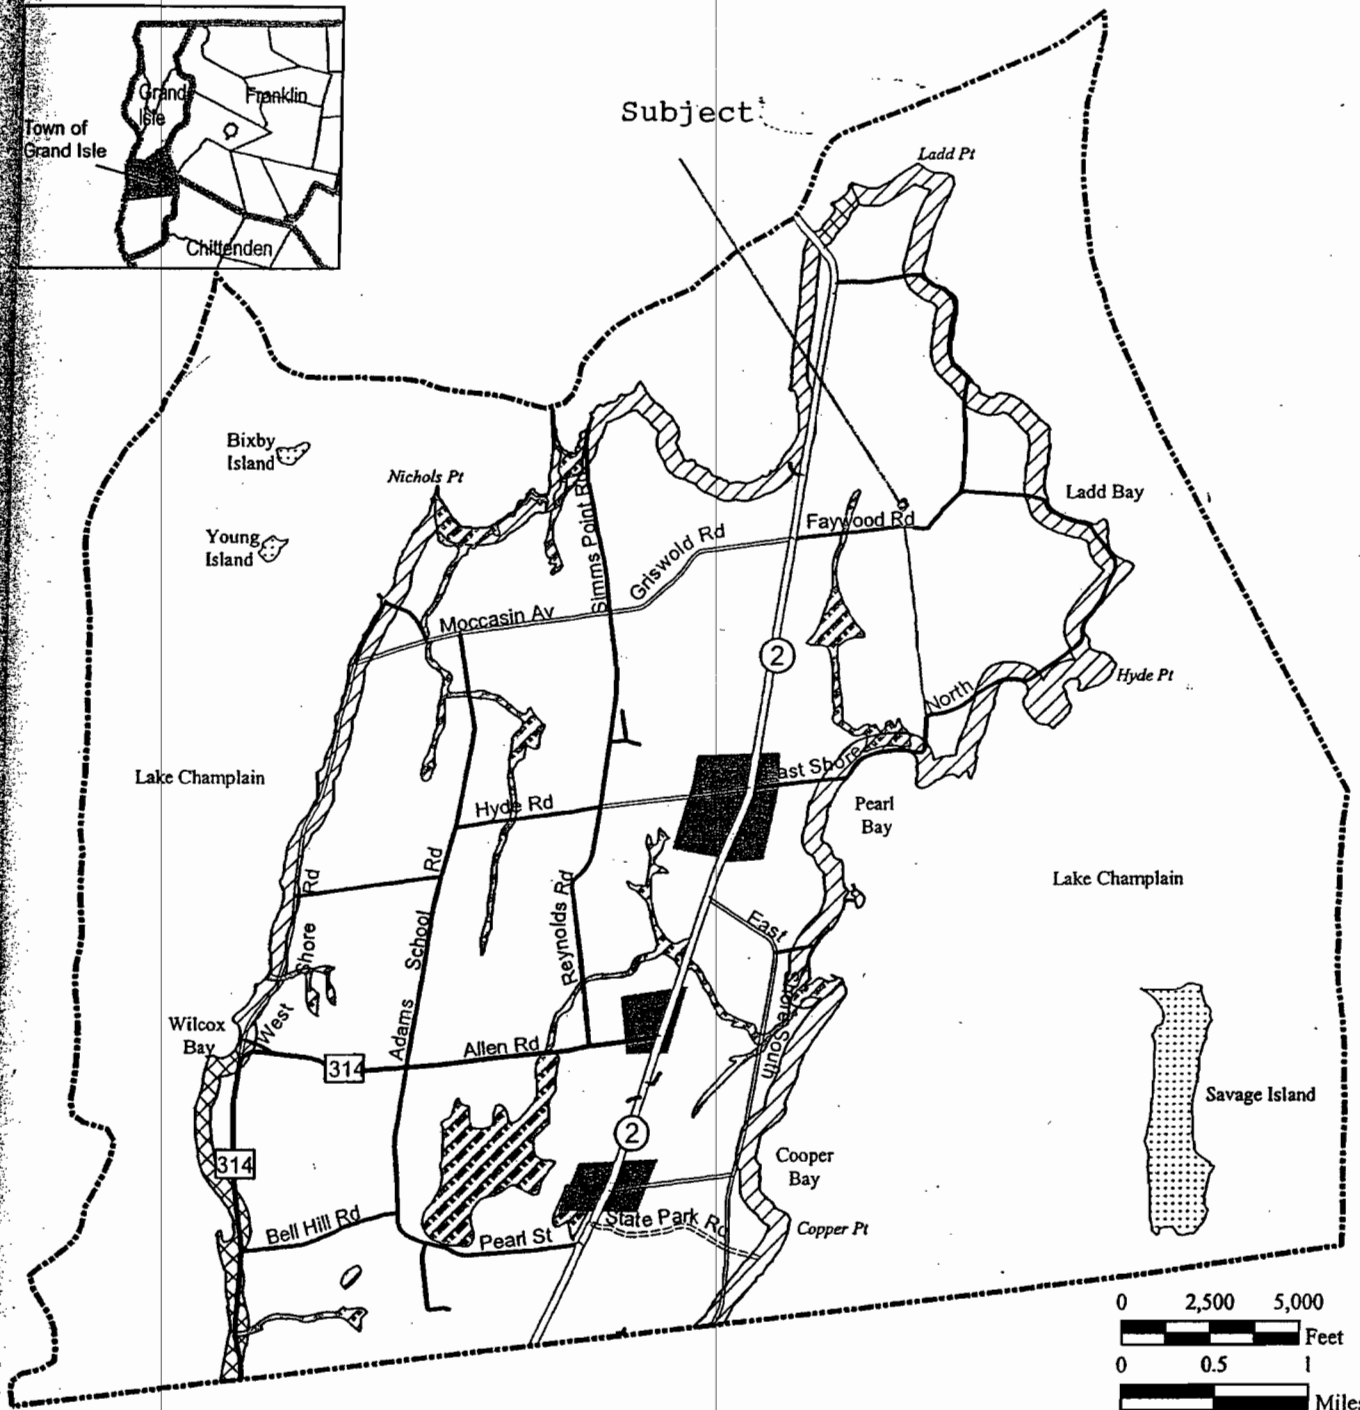 Grand
Isle
Franklin
Town of
Grand Isle
Chittenden
Subject
Ladd Pt
Bixby
Island
Nichols Pt
Young
Island
Simms Point
Ladd Bay
Faywood Rd
Griswold Rd
Moccasin Av
2
Hyde Pt
North
Lake Champlain
ast Shore
Hyde Rd
Pearl
Bay
Rd
Rd
Lake Champlain
Reynolds Rd
School
Adams
Shore
West
East
Shore South
Wilcox
Bay
Allen Rd
314
Savage Island
2
314
Cooper
Bay
Bell Hill Rd
State Park Rd
Copper Pt
Pearl St
0 2,500 5,000
Feet
0 0.5 1
Miles